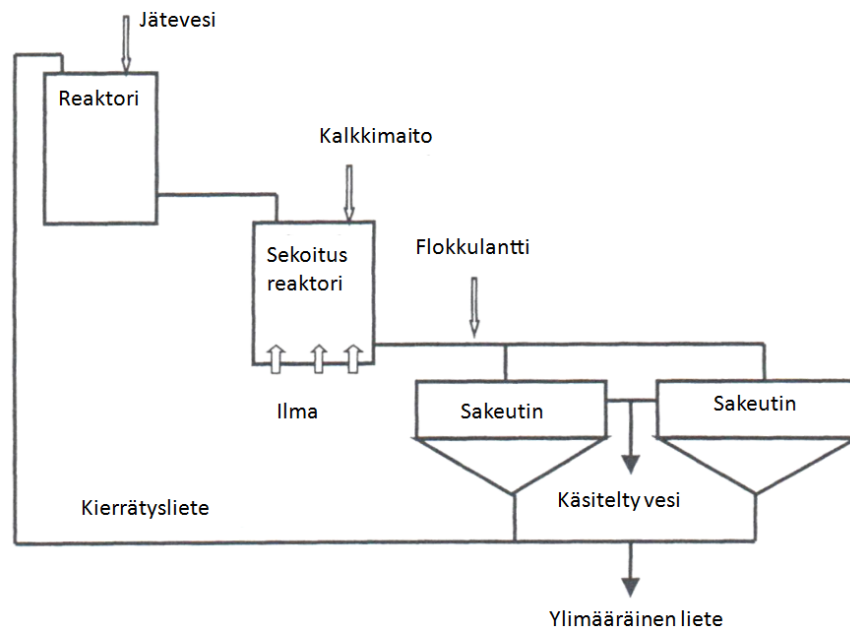 Jätevesi
Reaktori
Kalkkimaito
Sekoitus
reaktori
Flokkulantti
Ilma
Sakeutin
Sakeutin
Kierrätysliete
Käsitelty vesi
Ylimääräinen liete